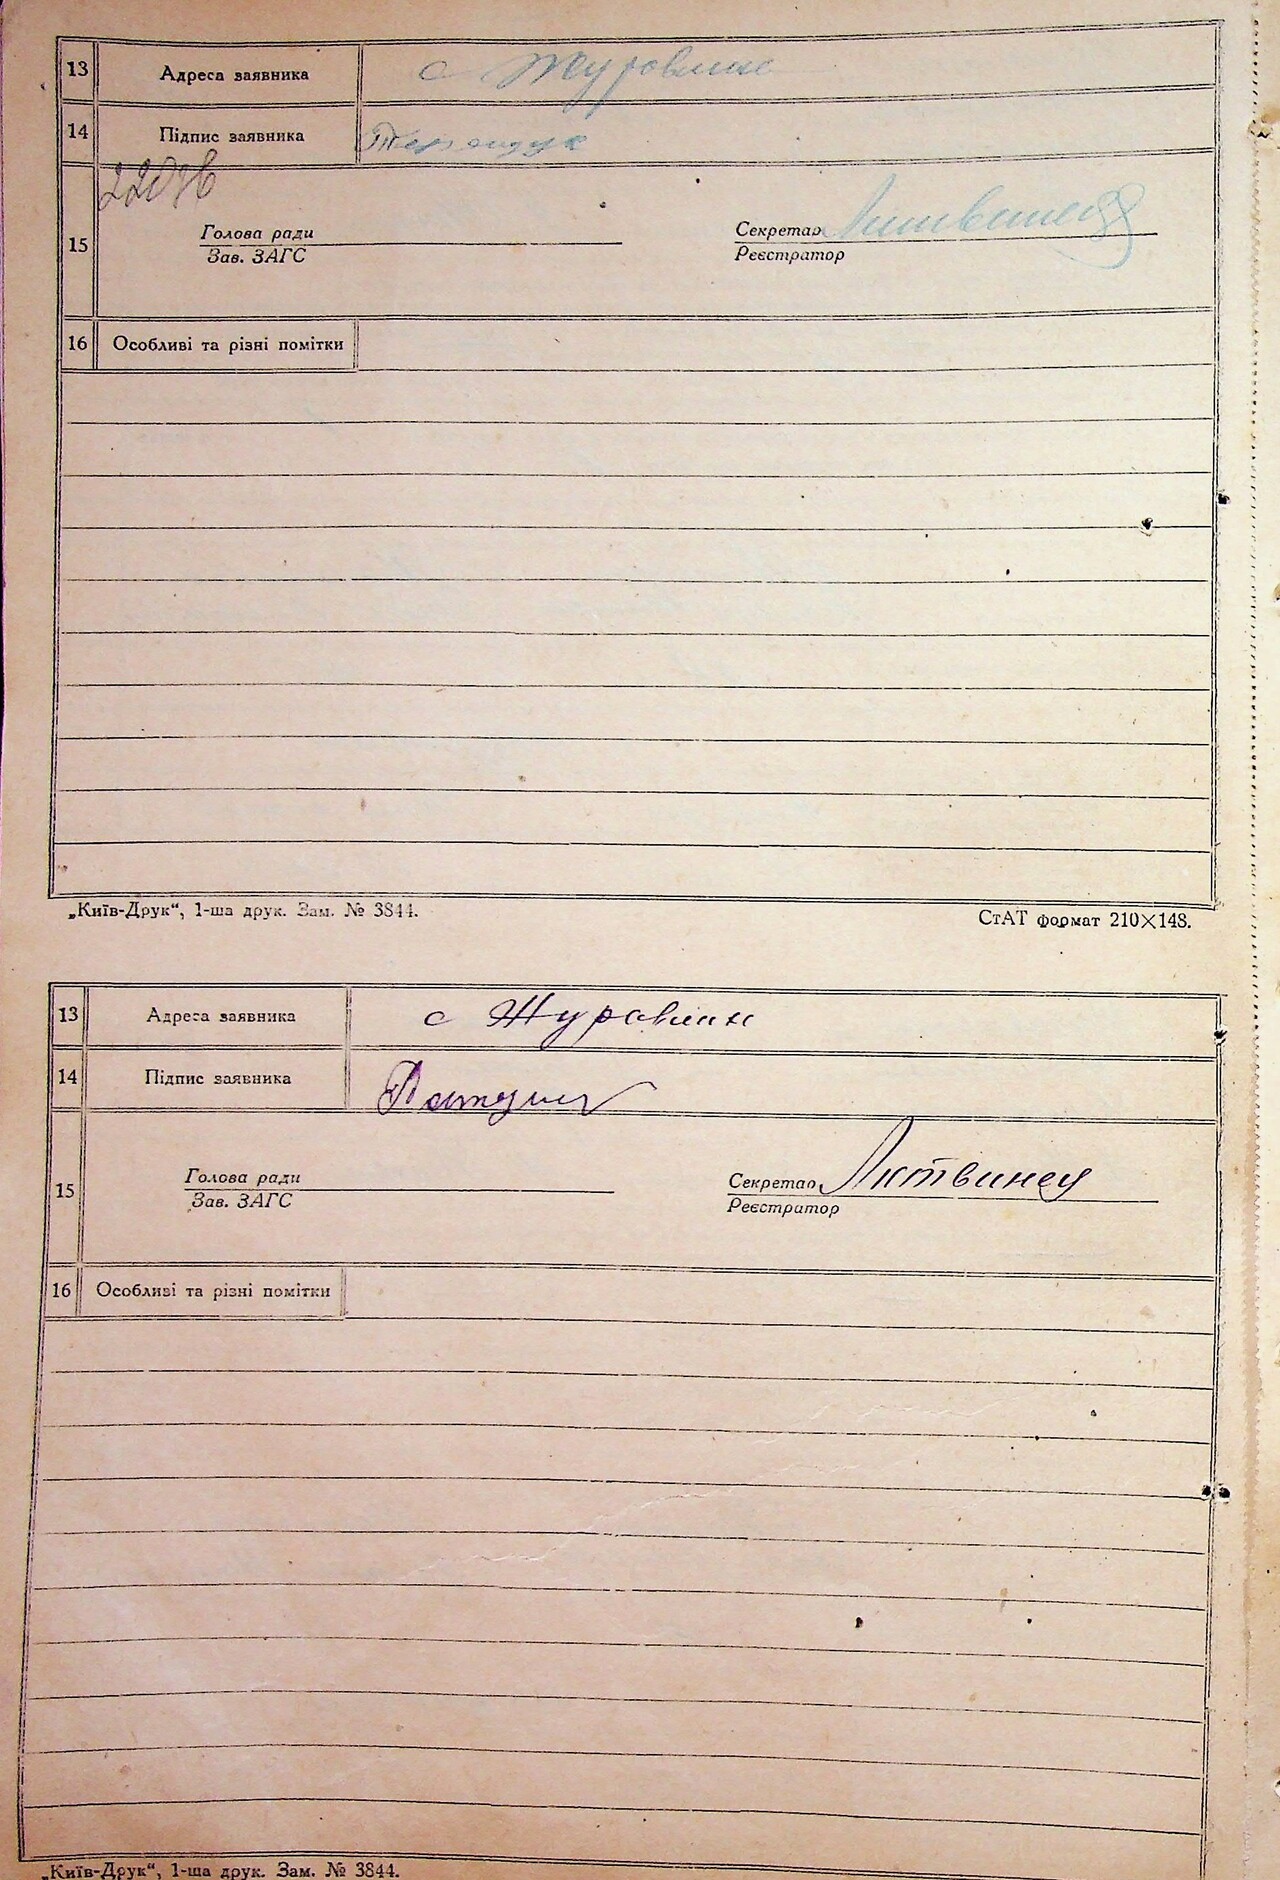 13 Адреса заявника с Журавлин
14 Підпис заявника
15 Голова ради Секретар Литвинец
Зав. ЗАГС Реєстратор
16 Особливі та різні помітки
„Київ-Друк“, 1-ша друк. Зам. № 3844. СтАТ формат 210×148.
13 Адреса заявника с Журавлин
14 Підпис заявника
15 Голова ради Секретар Литвинец
Зав. ЗАГС Реєстратор
16 Особливі та різні помітки
„Київ-Друк“, 1-ша друк. Зам. № 3844.